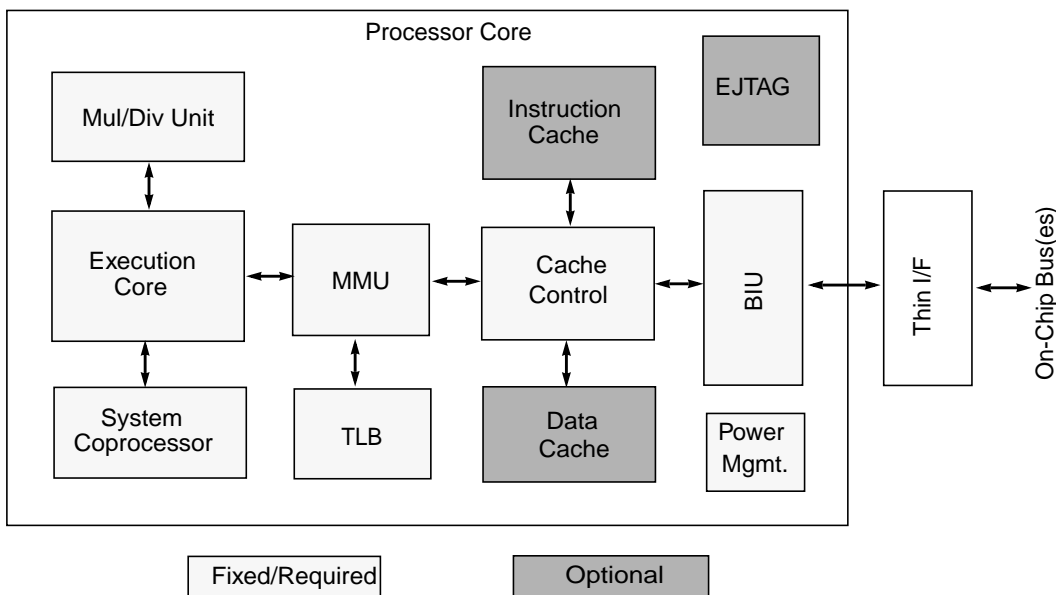 Processor Core
Mul/Div Unit
Instruction
Cache
EJTAG
Execution
Core
MMU
Cache
Control
BIU
Thin I/F
On-Chip Bus(es)
System
Coprocessor
TLB
Data
Cache
Power
Mgmt.
Fixed/Required
Optional